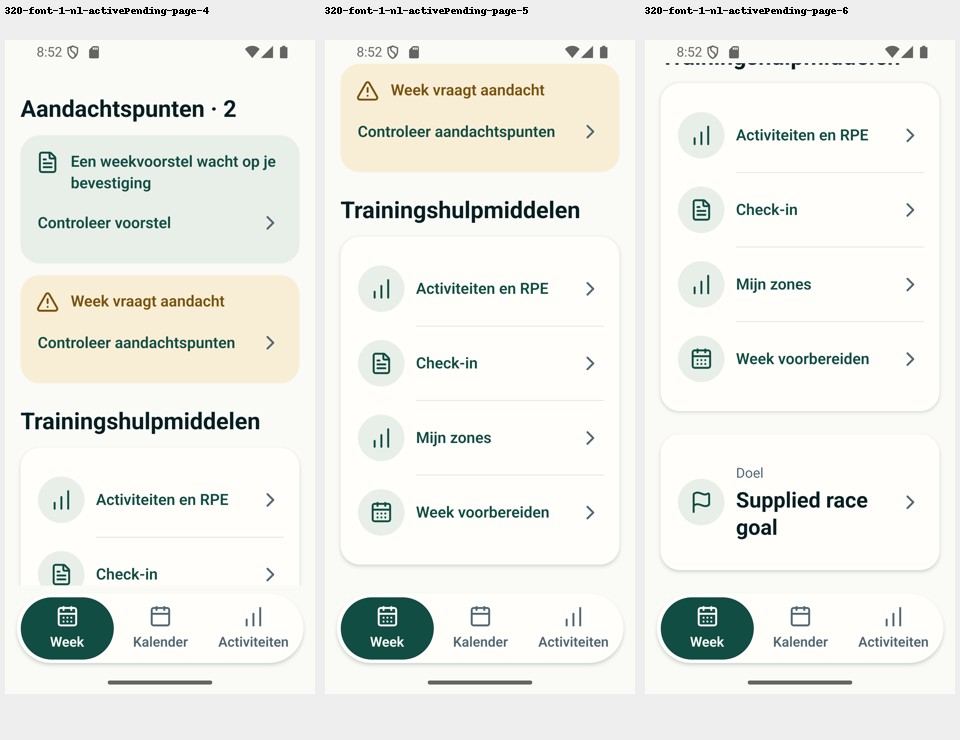 320-font-1-nl-activePending-page-4
8:52
Aandachtspunten · 2
Een weekvoorstel wacht op je
bevestiging
Controleer voorstel
Week vraagt aandacht
Controleer aandachtspunten
Trainingshulpmiddelen
Activiteiten en RPE
Check-in
Week
Kalender
Activiteiten
320-font-1-nl-activePending-page-5
8:52
Week vraagt aandacht
Controleer aandachtspunten
Trainingshulpmiddelen
Activiteiten en RPE
Check-in
Mijn zones
Week voorbereiden
Week
Kalender
Activiteiten
320-font-1-nl-activePending-page-6
8:52
Trainingshulpmiddelen
Activiteiten en RPE
Check-in
Mijn zones
Week voorbereiden
Doel
Supplied race
goal
Week
Kalender
Activiteiten